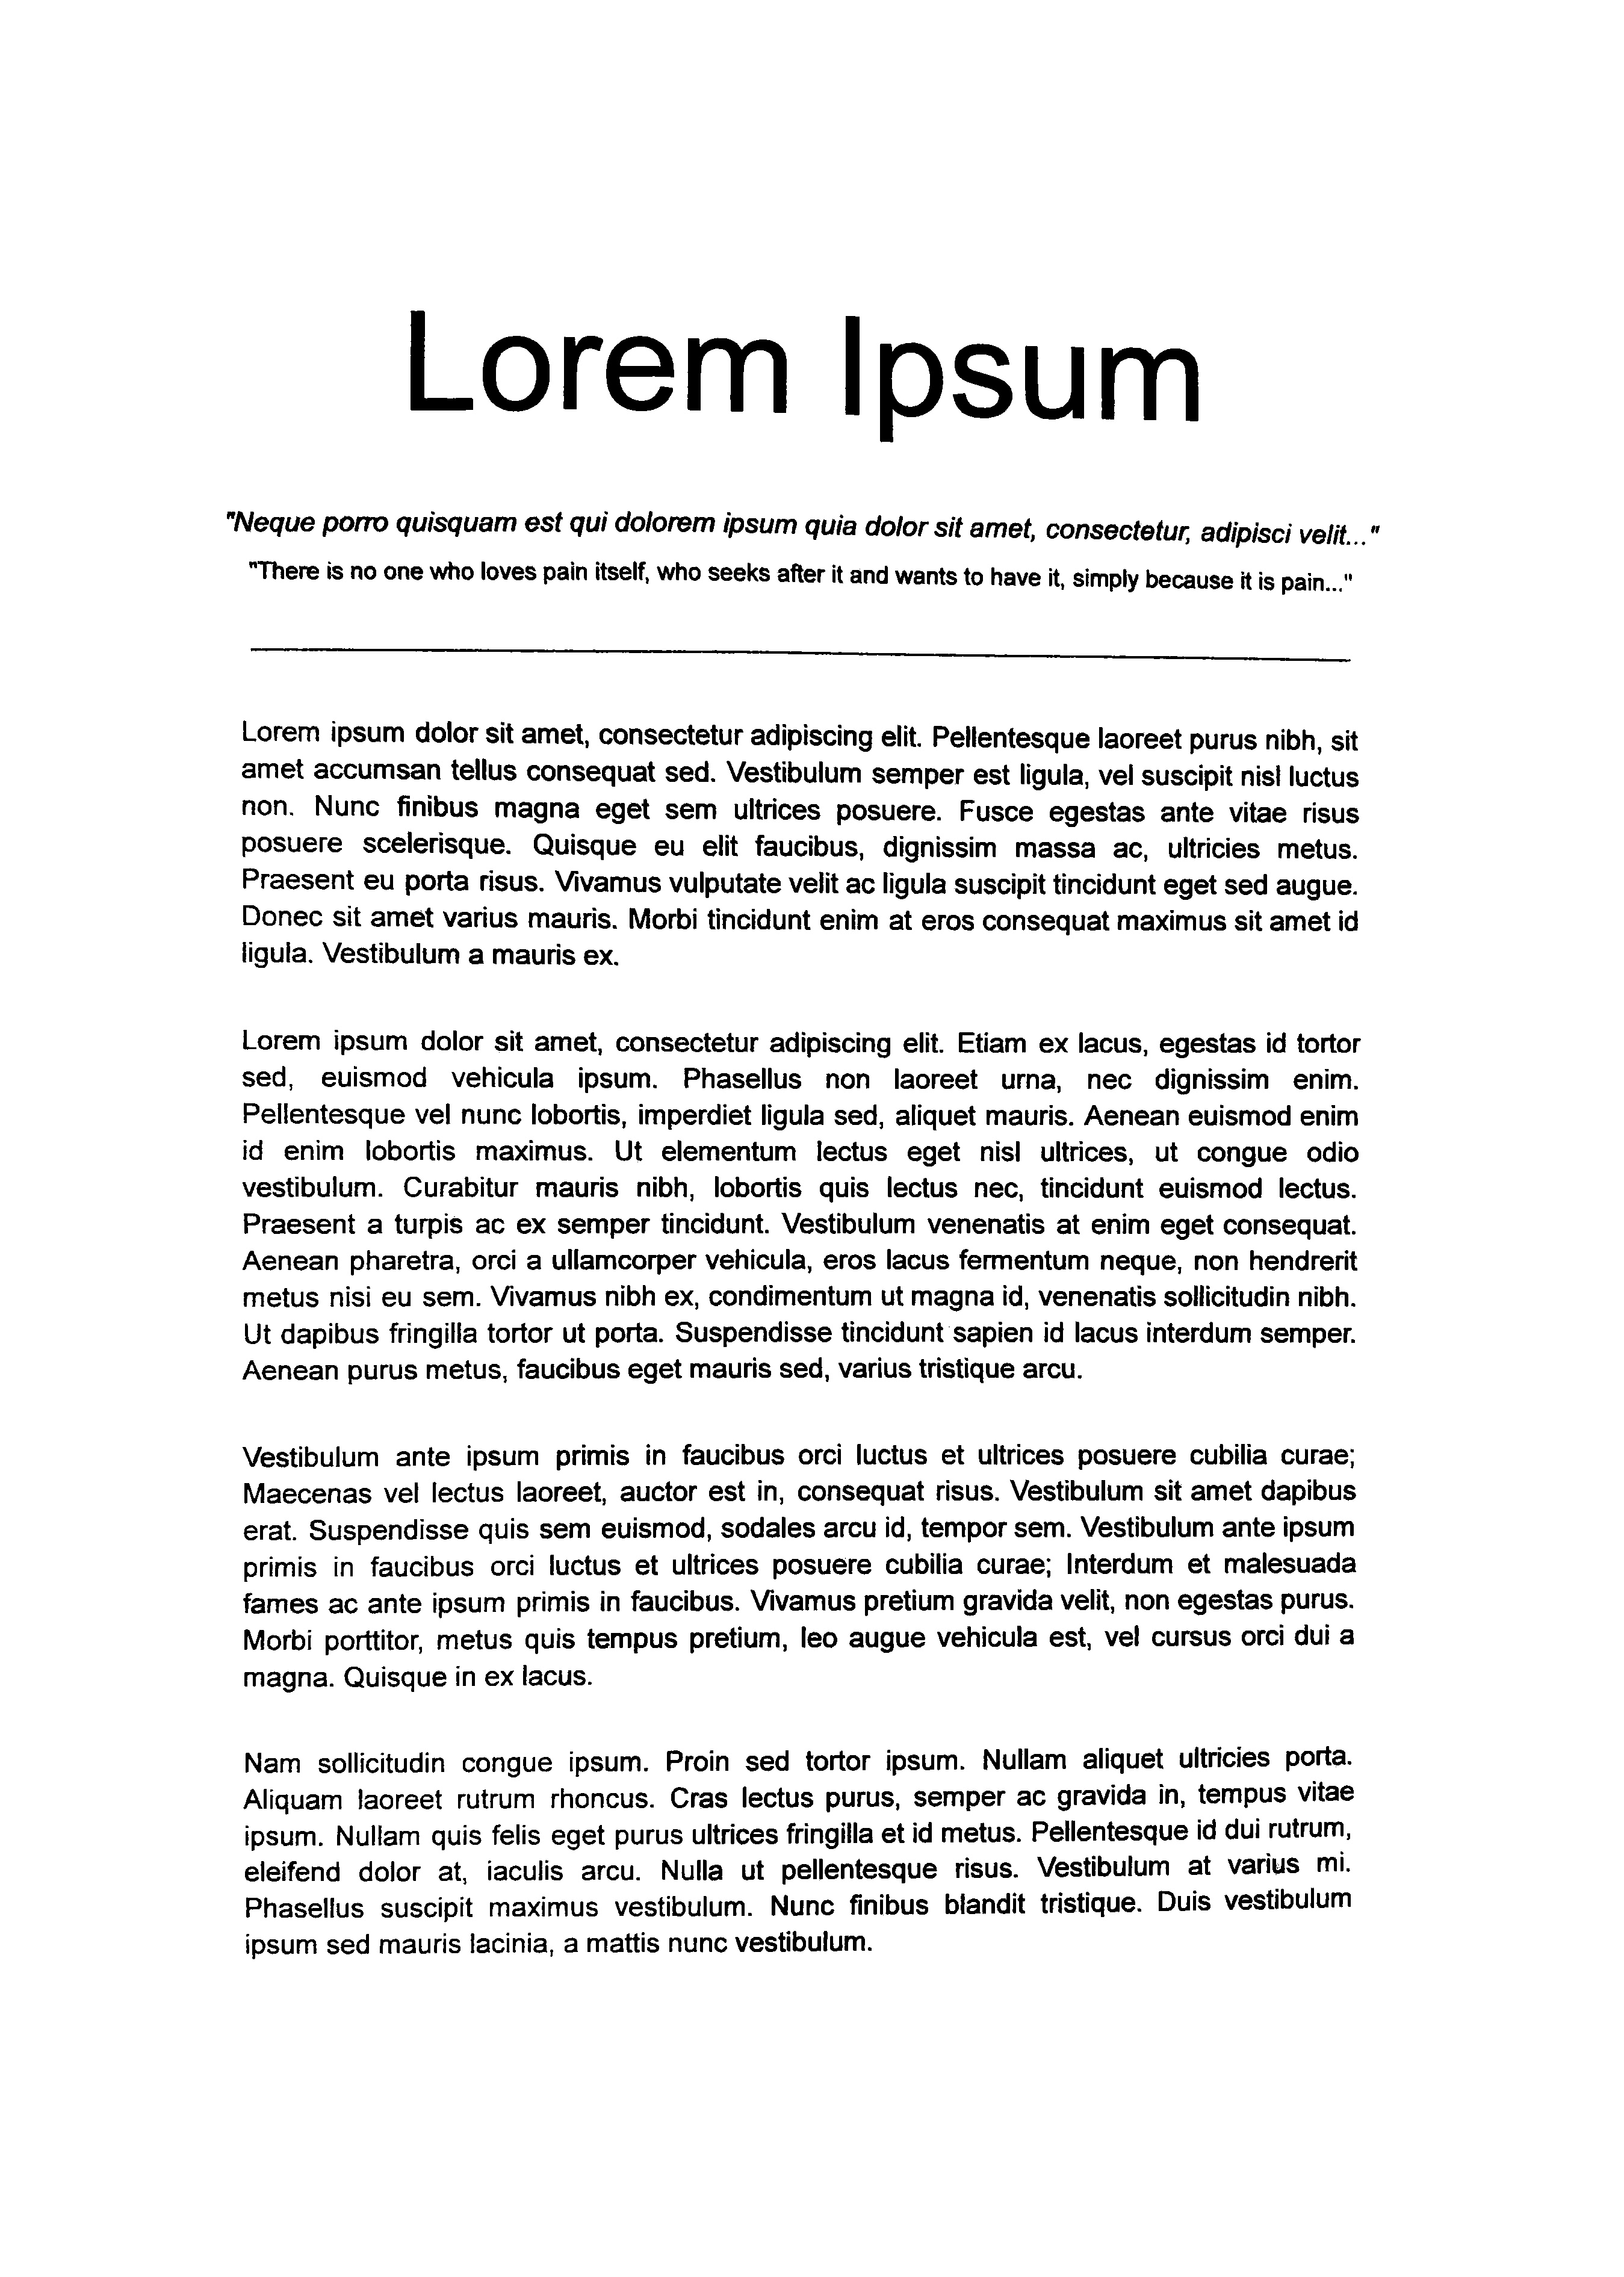 Lorem Ipsum
"Neque porro quisquam est qui dolorem ipsum quia dolor sit amet, consectetur, adipisci velit..."
"There is no one who loves pain itself, who seeks after it and wants to have it, simply because it is pain..."
Lorem ipsum dolor sit amet, consectetur adipiscing elit. Pellentesque laoreet purus nibh, sit
amet accumsan tellus consequat sed. Vestibulum semper est ligula, vel suscipit nisl luctus
non. Nunc finibus magna eget sem ultrices posuere. Fusce egestas ante vitae risus
posuere scelerisque. Quisque eu elit faucibus, dignissim massa ac, ultricies metus.
Praesent eu porta risus. Vivamus vulputate velit ac ligula suscipit tincidunt eget sed augue.
Donec sit amet varius mauris. Morbi tincidunt enim at eros consequat maximus sit amet id
ligula. Vestibulum a mauris ex.
Lorem ipsum dolor sit amet, consectetur adipiscing elit. Etiam ex lacus, egestas id tortor
sed, euismod vehicula ipsum. Phasellus non laoreet urna, nec dignissim enim.
Pellentesque vel nunc lobortis, imperdiet ligula sed, aliquet mauris. Aenean euismod enim
id enim lobortis maximus. Ut elementum lectus eget nisl ultrices, ut congue odio
vestibulum. Curabitur mauris nibh, lobortis quis lectus nec, tincidunt euismod lectus.
Praesent a turpis ac ex semper tincidunt. Vestibulum venenatis at enim eget consequat.
Aenean pharetra, orci a ullamcorper vehicula, eros lacus fermentum neque, non hendrerit
metus nisi eu sem. Vivamus nibh ex, condimentum ut magna id, venenatis sollicitudin nibh.
Ut dapibus fringilla tortor ut porta. Suspendisse tincidunt sapien id lacus interdum semper.
Aenean purus metus, faucibus eget mauris sed, varius tristique arcu.
Vestibulum ante ipsum primis in faucibus orci luctus et ultrices posuere cubilia curae;
Maecenas vel lectus laoreet, auctor est in, consequat risus. Vestibulum sit amet dapibus
erat. Suspendisse quis sem euismod, sodales arcu id, tempor sem. Vestibulum ante ipsum
primis in faucibus orci luctus et ultrices posuere cubilia curae; Interdum et malesuada
fames ac ante ipsum primis in faucibus. Vivamus pretium gravida velit, non egestas purus.
Morbi porttitor, metus quis tempus pretium, leo augue vehicula est, vel cursus orci dui a
magna. Quisque in ex lacus.
Nam sollicitudin congue ipsum. Proin sed tortor ipsum. Nullam aliquet ultricies porta.
Aliquam laoreet rutrum rhoncus. Cras lectus purus, semper ac gravida in, tempus vitae
ipsum. Nullam quis felis eget purus ultrices fringilla et id metus. Pellentesque id dui rutrum,
eleifend dolor at, iaculis arcu. Nulla ut pellentesque risus. Vestibulum at varius mi.
Phasellus suscipit maximus vestibulum. Nunc finibus blandit tristique. Duis vestibulum
ipsum sed mauris lacinia, a mattis nunc vestibulum.